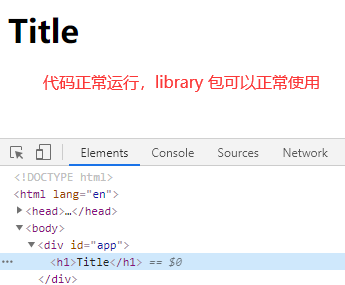 Title
代码正常运行，library 包可以正常使用
Elements Console Sources Network
<!DOCTYPE html>
<html lang="en">
▶<head>…</head>
▼<body>
▼<div id="app">
··· <h1>Title</h1> == $0
</div>